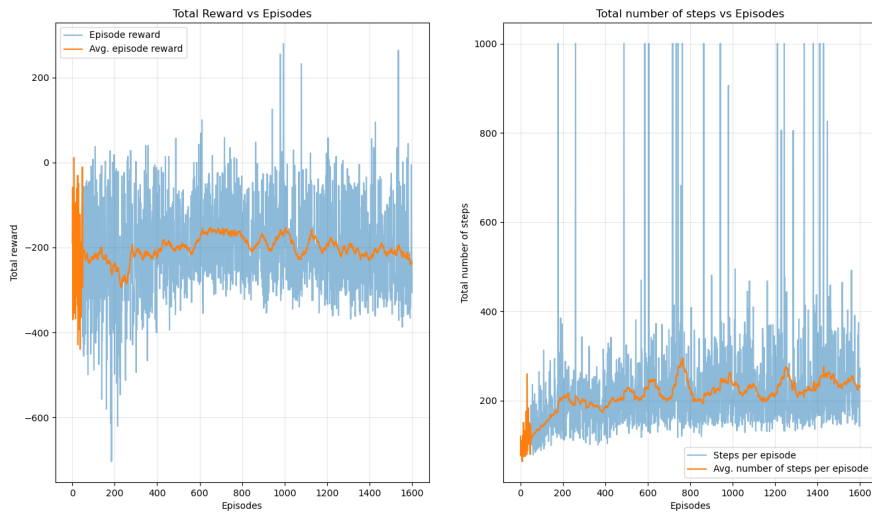 Total Reward vs Episodes
Episode reward
Avg. episode reward
200
0
−200
−400
−600
Total reward
0 200 400 600 800 1000 1200 1400 1600
Episodes
Total number of steps vs Episodes
1000
800
600
400
200
Total number of steps
Steps per episode
Avg. number of steps per episode
0 200 400 600 800 1000 1200 1400 1600
Episodes